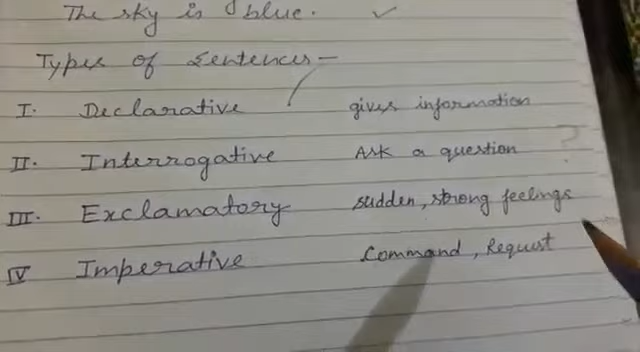 The sky is blue. ✓
Types of Sentences –
I. Declarative gives information
II. Interrogative Ask a question ?
III. Exclamatory sudden, strong feelings
IV Imperative Command, Request